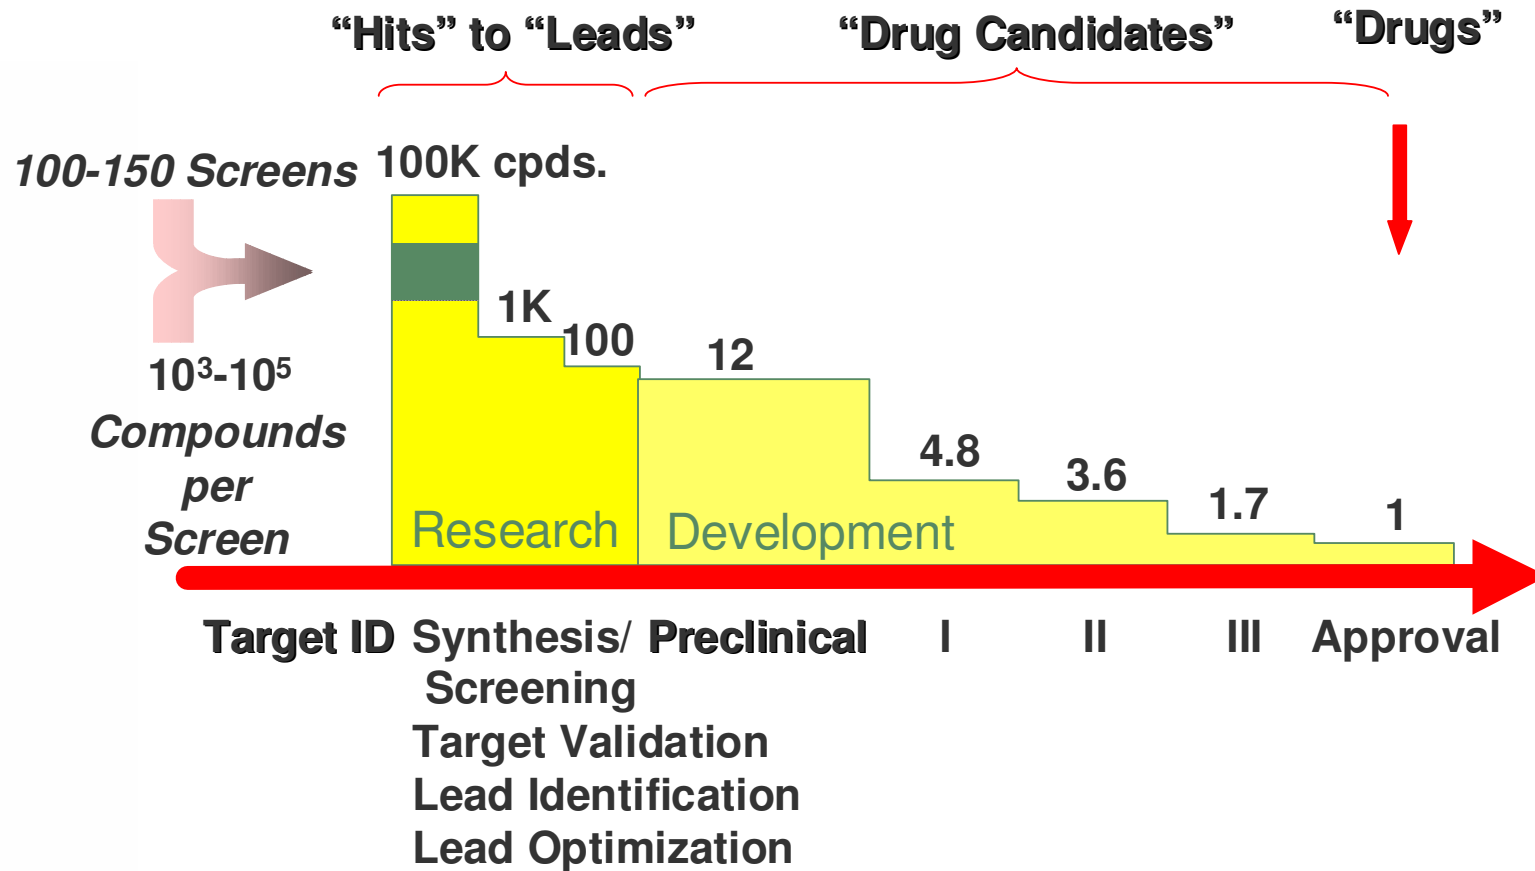 “Hits” to “Leads”
“Drug Candidates”
“Drugs”
100-150 Screens
100K cpds.
10³-10⁵
Compounds
per
Screen
1K
100
12
4.8
3.6
1.7
1
Research
Development
Target ID
Synthesis/
Screening
Target Validation
Lead Identification
Lead Optimization
Preclinical
I
II
III
Approval